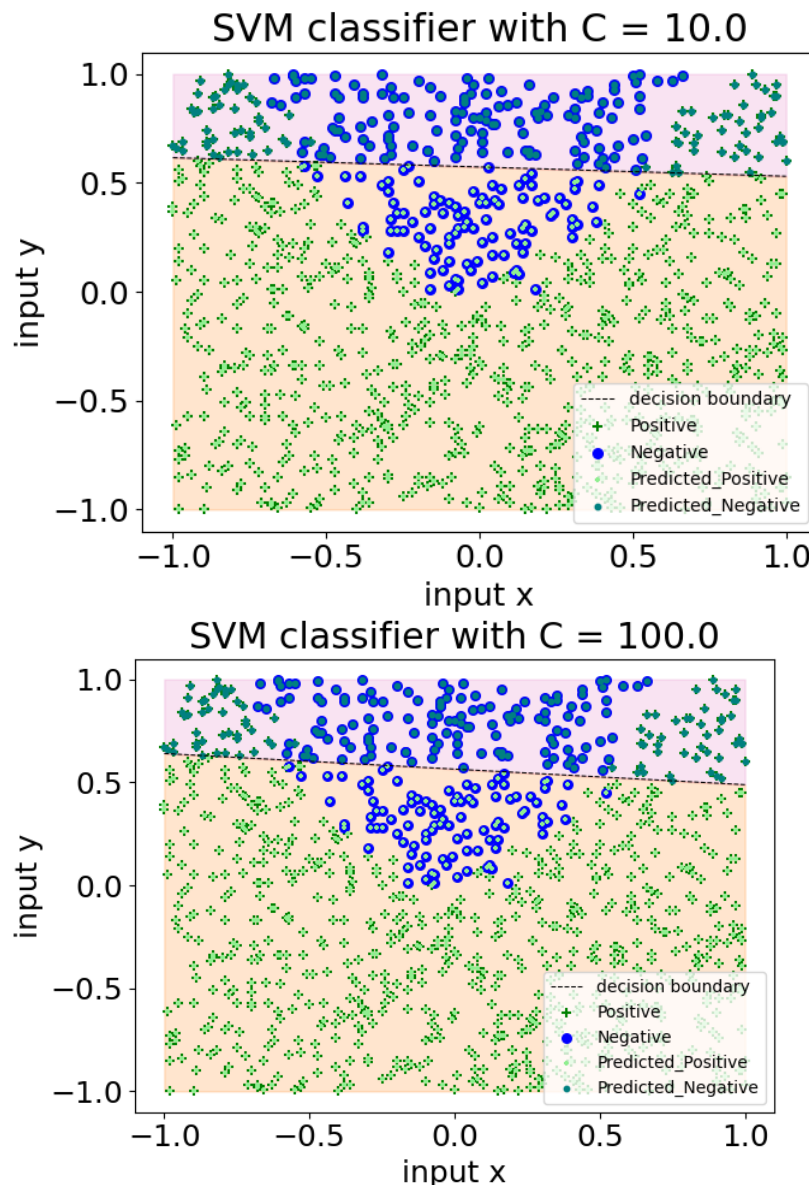 SVM classifier with C = 10.0
1.0
0.5
0.0
−0.5
−1.0
input y
decision boundary
Positive
Negative
Predicted_Positive
Predicted_Negative
−1.0 −0.5 0.0 0.5 1.0
input x
SVM classifier with C = 100.0
1.0
0.5
0.0
−0.5
−1.0
input y
decision boundary
Positive
Negative
Predicted_Positive
Predicted_Negative
−1.0 −0.5 0.0 0.5 1.0
input x